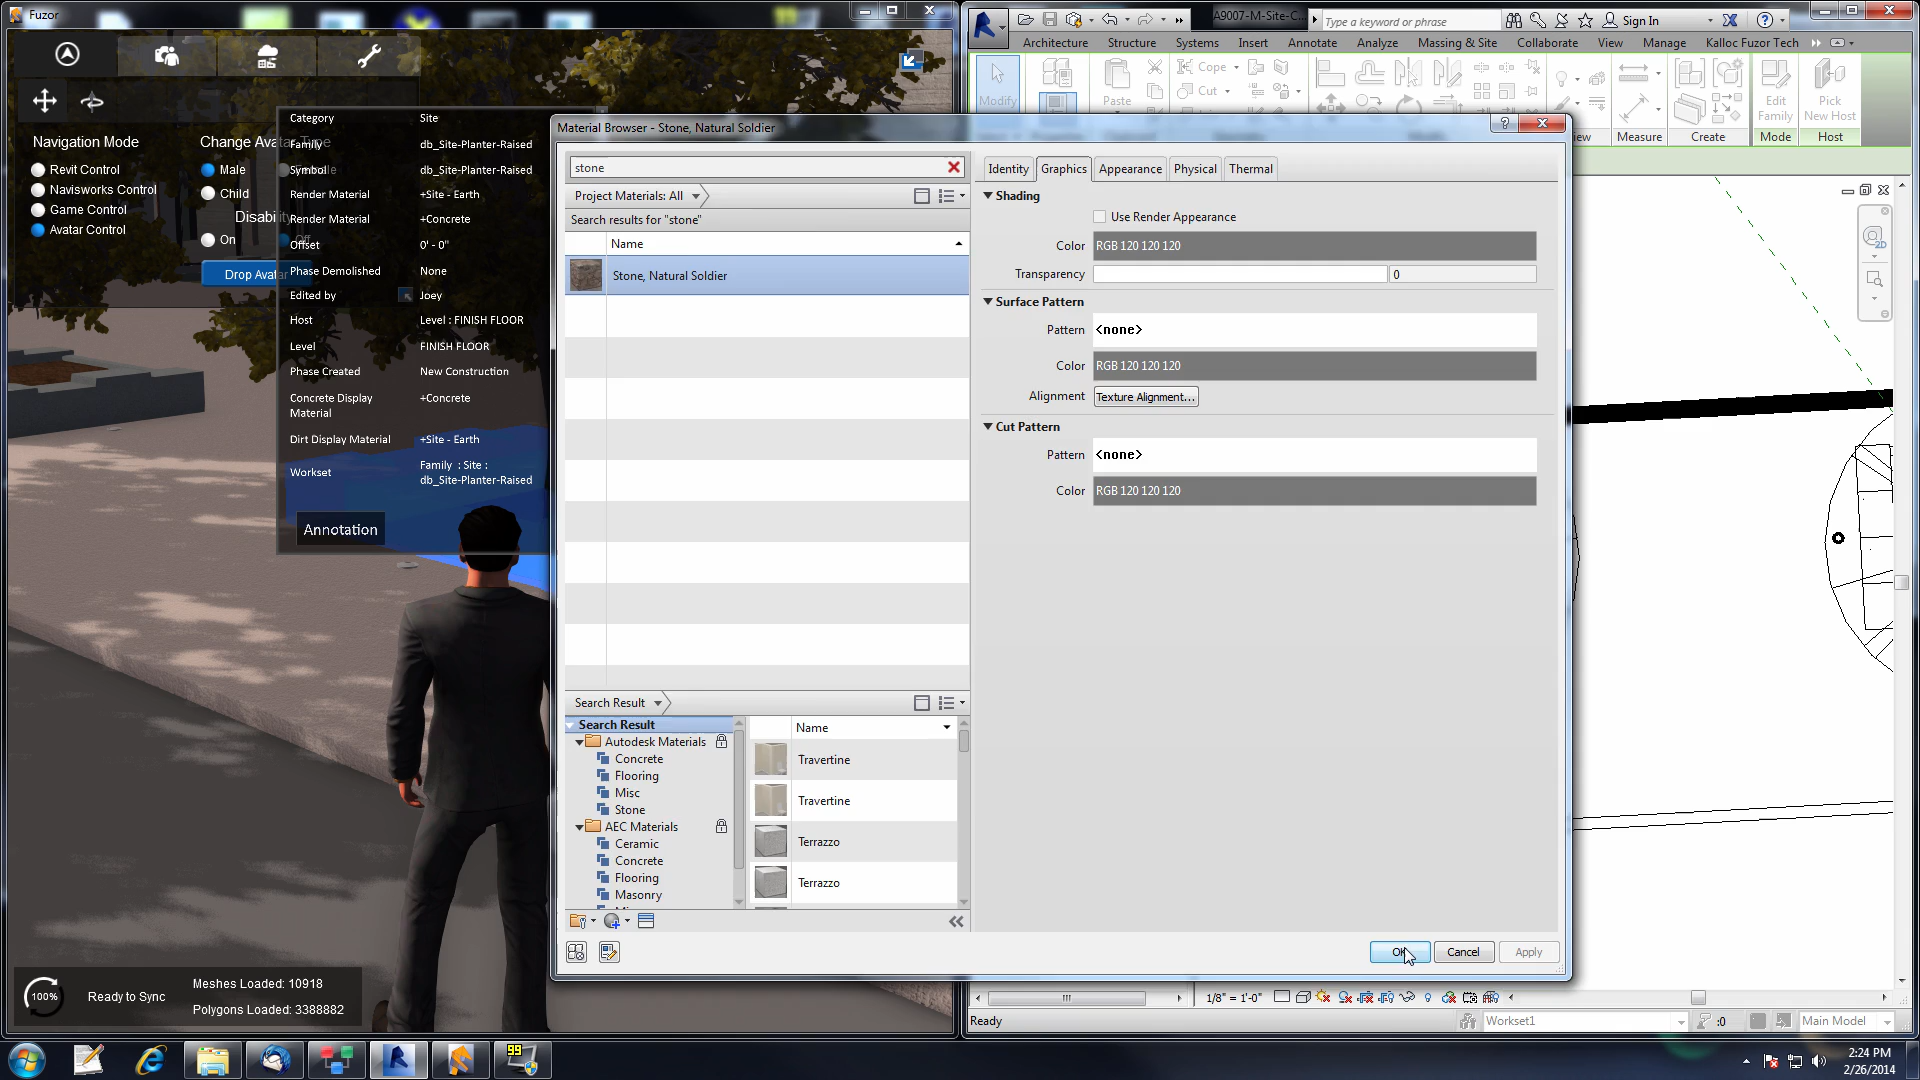 Fuzor
Navigation Mode
Revit Control
Navisworks Control
Game Control
Avatar Control
Change Avatar Type
Male
Child
Disabi
On
Off
Drop Avatar
Category Site
Family db_Site-Planter-Raised
Symbol db_Site-Planter-Raised
Render Material +Site - Earth
Render Material +Concrete
Offset 0' - 0"
Phase Demolished None
Edited by Joey
Host Level : FINISH FLOOR
Level FINISH FLOOR
Phase Created New Construction
Concrete Display +Concrete
Material
Dirt Display Material +Site - Earth
Workset Family : Site :
db_Site-Planter-Raised
Annotation
100%
Ready to Sync
Meshes Loaded: 10918
Polygons Loaded: 3388882
A9007-M-Site-C...
Type a keyword or phrase
Sign In
Architecture Structure Systems Insert Annotate Analyze Massing & Site Collaborate View Manage Kalloc Fuzor Tech
Modify
Paste
Cope
Cut
Edit
Family
Pick
New Host
Measure Create Mode Host
2D
Material Browser - Stone, Natural Soldier
stone
Project Materials: All
Search results for "stone"
Name
Stone, Natural Soldier
Search Result
Search Result
Autodesk Materials
Concrete
Flooring
Misc
Stone
AEC Materials
Ceramic
Concrete
Flooring
Masonry
Name
Travertine
Travertine
Terrazzo
Terrazzo
Identity Graphics Appearance Physical Thermal
Shading
Use Render Appearance
Color RGB 120 120 120
Transparency 0
Surface Pattern
Pattern <none>
Color RGB 120 120 120
Alignment Texture Alignment...
Cut Pattern
Pattern <none>
Color RGB 120 120 120
OK Cancel Apply
1/8" = 1'-0"
Ready
Workset1
:0
Main Model
99
2:24 PM
2/26/2014